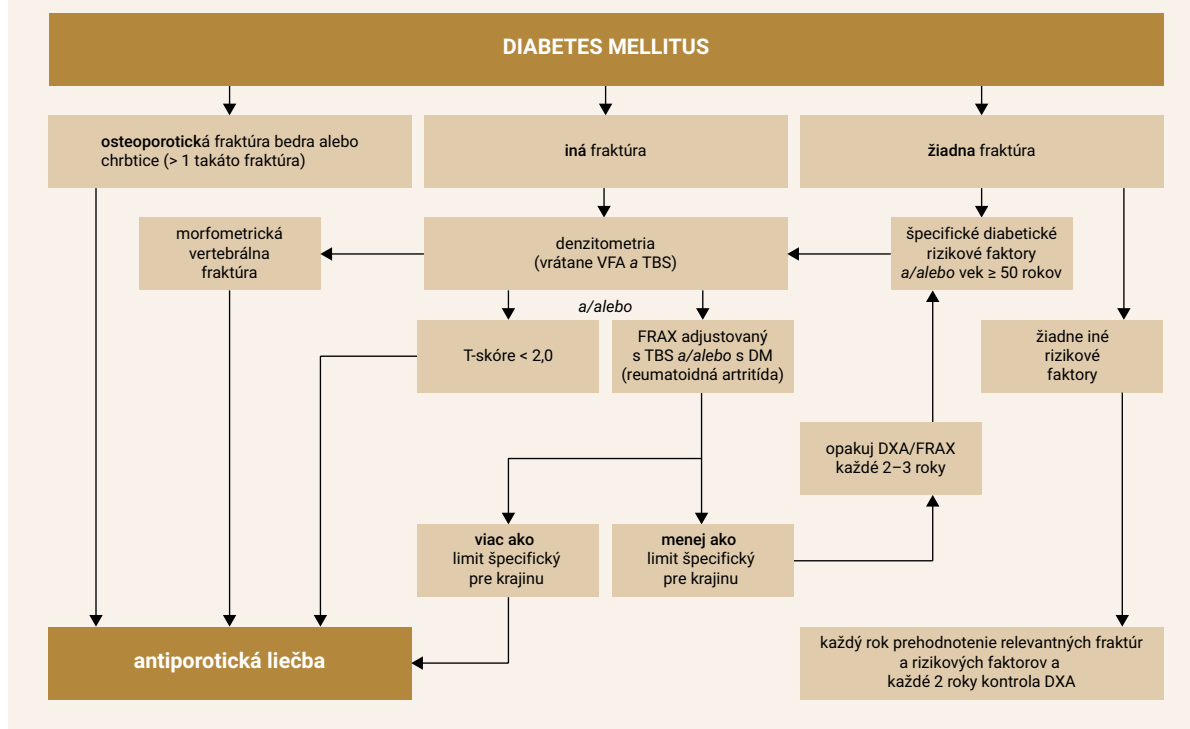 DIABETES MELLITUS
osteoporotická fraktúra bedra alebo
chrbtice (> 1 takáto fraktúra)
iná fraktúra
žiadna fraktúra
morfometrická
vertebrálna
fraktúra
denzitometria
(vrátane VFA a TBS)
špecifické diabetické
rizikové faktory
a/alebo vek ≥ 50 rokov
a/alebo
T-skóre < 2,0
FRAX adjustovaný
s TBS a/alebo s DM
(reumatoidná artritída)
žiadne iné
rizikové
faktory
opakuj DXA/FRAX
každé 2–3 roky
viac ako
limit špecifický
pre krajinu
menej ako
limit špecifický
pre krajinu
antiporotická liečba
každý rok prehodnotenie relevantných fraktúr
a rizikových faktorov a
každé 2 roky kontrola DXA